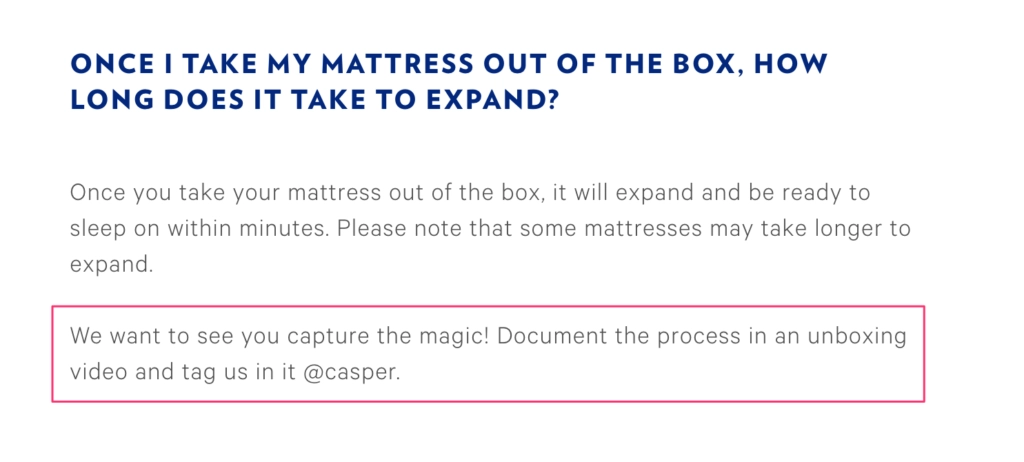 ONCE I TAKE MY MATTRESS OUT OF THE BOX, HOW
LONG DOES IT TAKE TO EXPAND?
Once you take your mattress out of the box, it will expand and be ready to
sleep on within minutes. Please note that some mattresses may take longer to
expand.
We want to see you capture the magic! Document the process in an unboxing
video and tag us in it @casper.